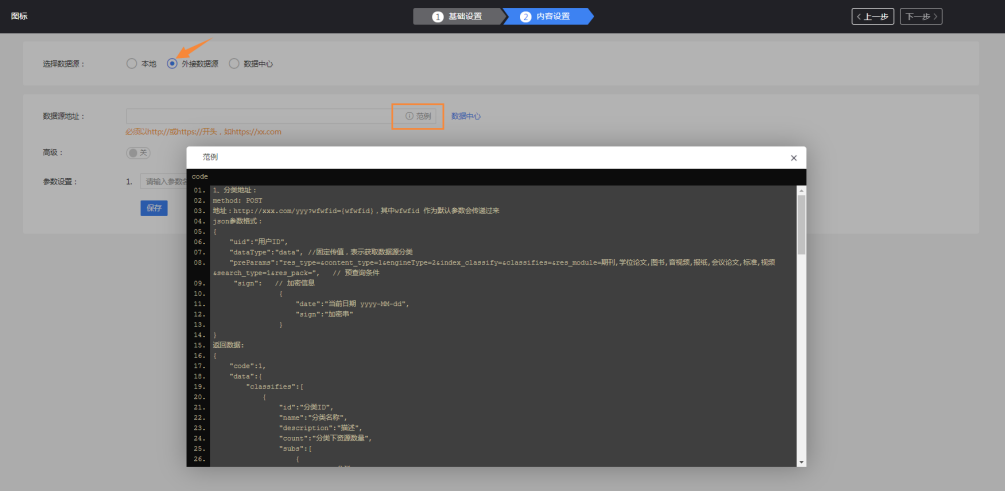 图标
1 基础设置
2 内容设置
< 上一步
下一步 >
选择数据源：
本地
外接数据源
数据中心
数据源地址：
范例
数据中心
必须以http://或https://开头，如https://xx.com
高级：
关
参数设置：
1.
请输入参数
保存
范例
×
code
01. 1、分类地址：
02. method: POST
03. 地址：http://xxx.com/yyy?wfwfid={wfwfid}，其中wfwfid 作为默认参数会传递过来
04. json参数格式：
05. {
06. "uid":"用户ID",
07. "dataType":"data", //固定传值，表示获取数据源分类
08. "preParams":"res_type=&content_type=1&engineType=2&index_classify=&classifies=&res_module=期刊,学位论文,图书,音视频,报纸,会议论文,标准,视频
&search_type=1&res_pack=", // 预查询条件
09. "sign": // 加密信息
10. {
11. "date":"当前日期 yyyy-MM-dd",
12. "sign":"加密串"
13. }
14. }
15. 返回数据:
16. {
17. "code":1,
18. "data":{
19. "classifies":[
20. {
21. "id":"分类ID",
22. "name":"分类名称",
23. "description":"描述",
24. "count":"分类下资源数量",
25. "subs":[
26. {